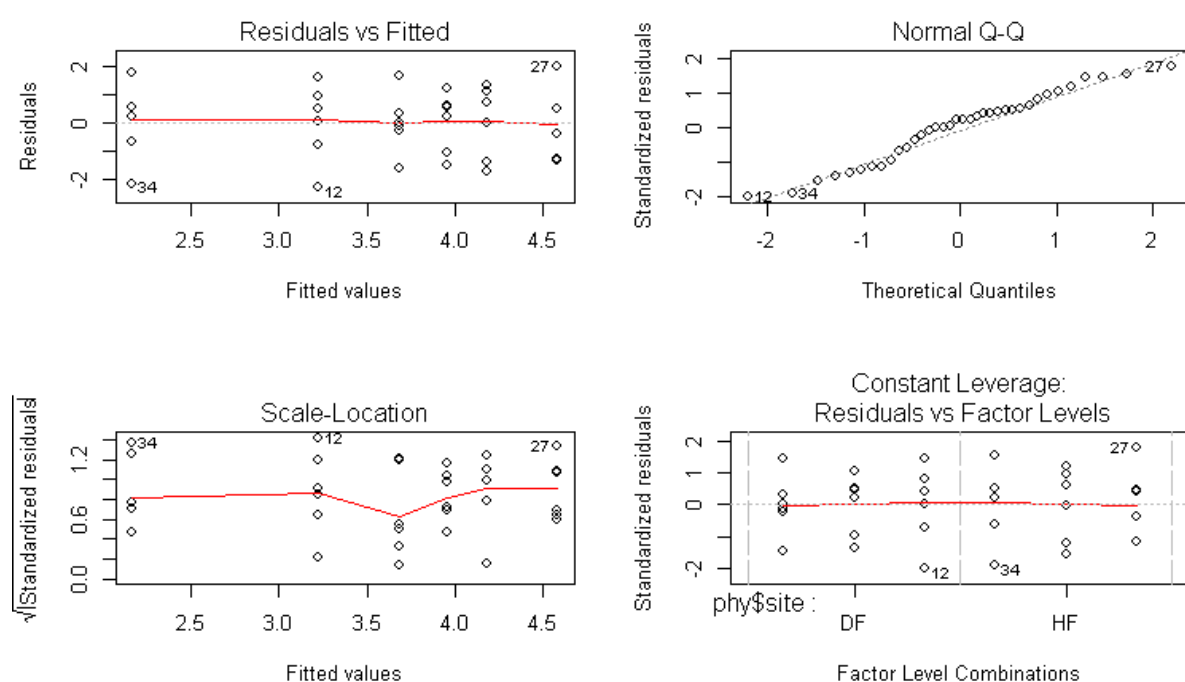 Residuals vs Fitted
Residuals
2
0
-2
27
34
12
2.5 3.0 3.5 4.0 4.5
Fitted values
Normal Q-Q
Standardized residuals
2
1
0
-2
27
12
34
-2 -1 0 1 2
Theoretical Quantiles
Scale-Location
√|Standardized residuals|
1.2
0.6
0.0
34
12
27
2.5 3.0 3.5 4.0 4.5
Fitted values
Constant Leverage:
Residuals vs Factor Levels
Standardized residuals
2
1
0
-2
27
12
34
phy$site :
DF HF
Factor Level Combinations